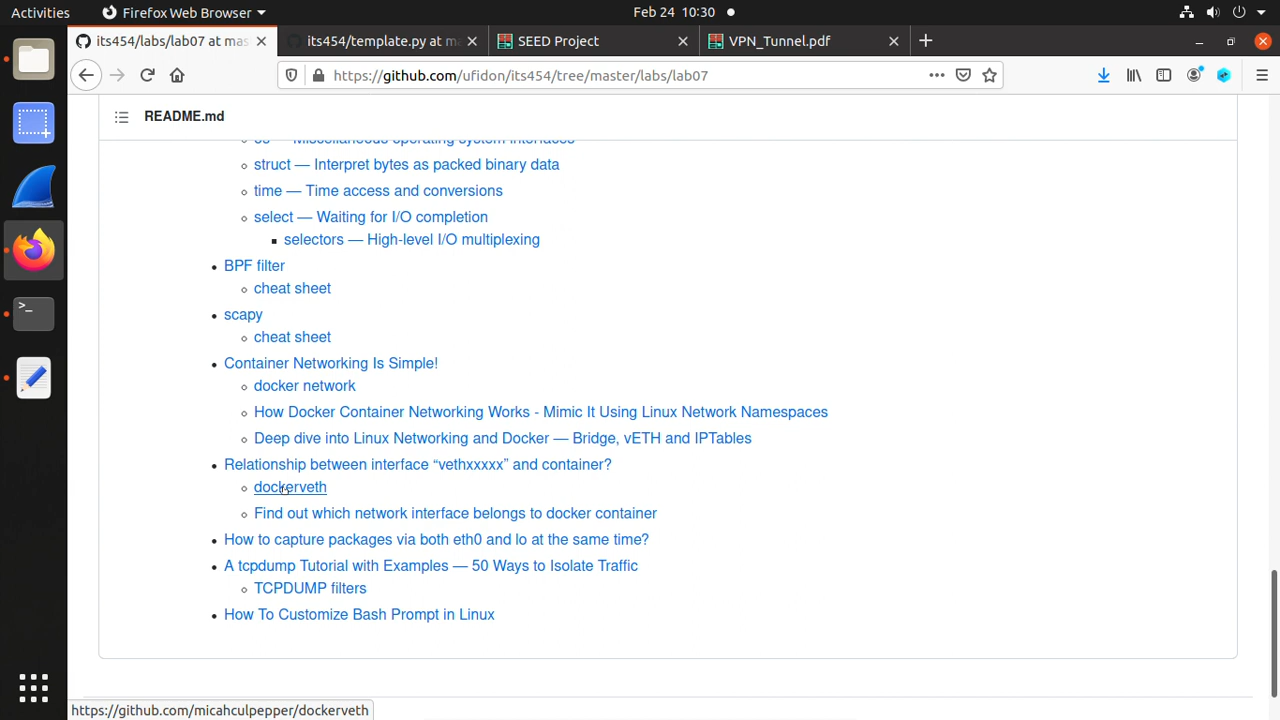 Activities
Firefox Web Browser
Feb 24 10:30
its454/labs/lab07 at mas
its454/template.py at m
SEED Project
VPN_Tunnel.pdf
https://github.com/ufidon/its454/tree/master/labs/lab07
README.md
os — Miscellaneous operating system interfaces
struct — Interpret bytes as packed binary data
time — Time access and conversions
select — Waiting for I/O completion
selectors — High-level I/O multiplexing
BPF filter
cheat sheet
scapy
cheat sheet
Container Networking Is Simple!
docker network
How Docker Container Networking Works - Mimic It Using Linux Network Namespaces
Deep dive into Linux Networking and Docker — Bridge, vETH and IPTables
Relationship between interface “vethxxxxx” and container?
dockerveth
Find out which network interface belongs to docker container
How to capture packages via both eth0 and lo at the same time?
A tcpdump Tutorial with Examples — 50 Ways to Isolate Traffic
TCPDUMP filters
How To Customize Bash Prompt in Linux
https://github.com/micahculpepper/dockerveth